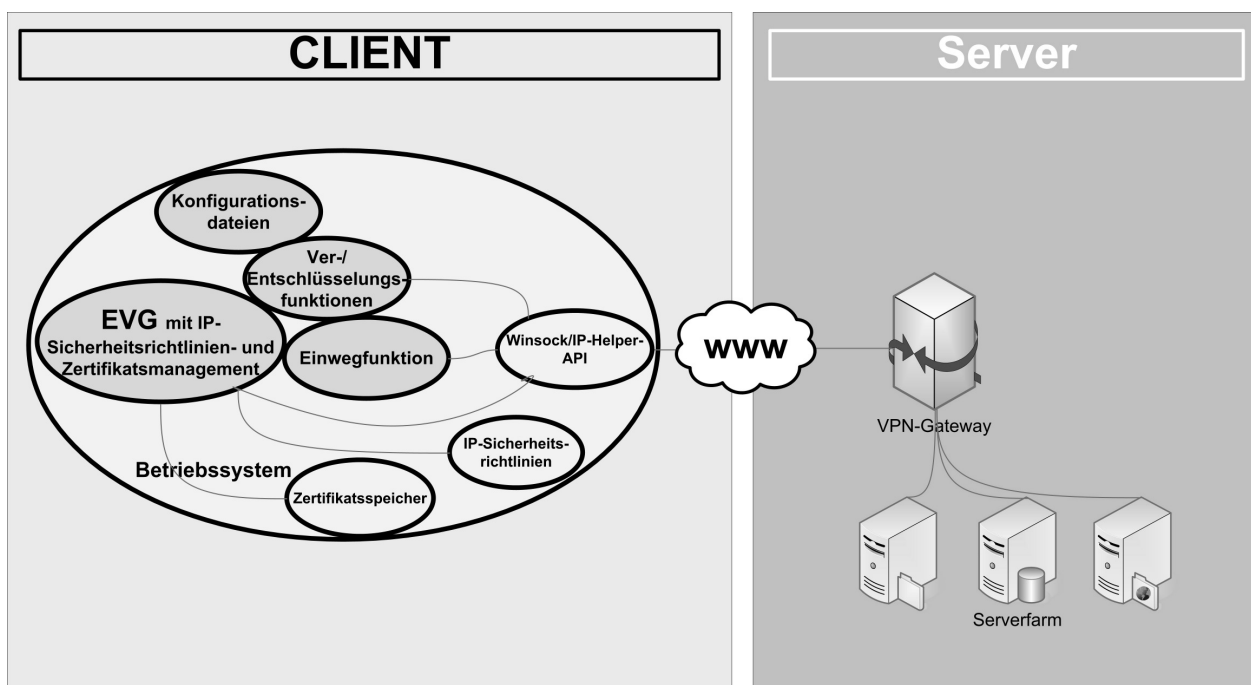 CLIENT
Server
Konfigurations-
dateien
Ver-/
Entschlüsselungs-
funktionen
EVG mit IP-
Sicherheitsrichtlinien- und
Zertifikatsmanagement
Einwegfunktion
Winsock/IP-Helper-
API
WWW
VPN-Gateway
IP-Sicherheits-
richtlinien
Betriebssystem
Zertifikatsspeicher
Serverfarm